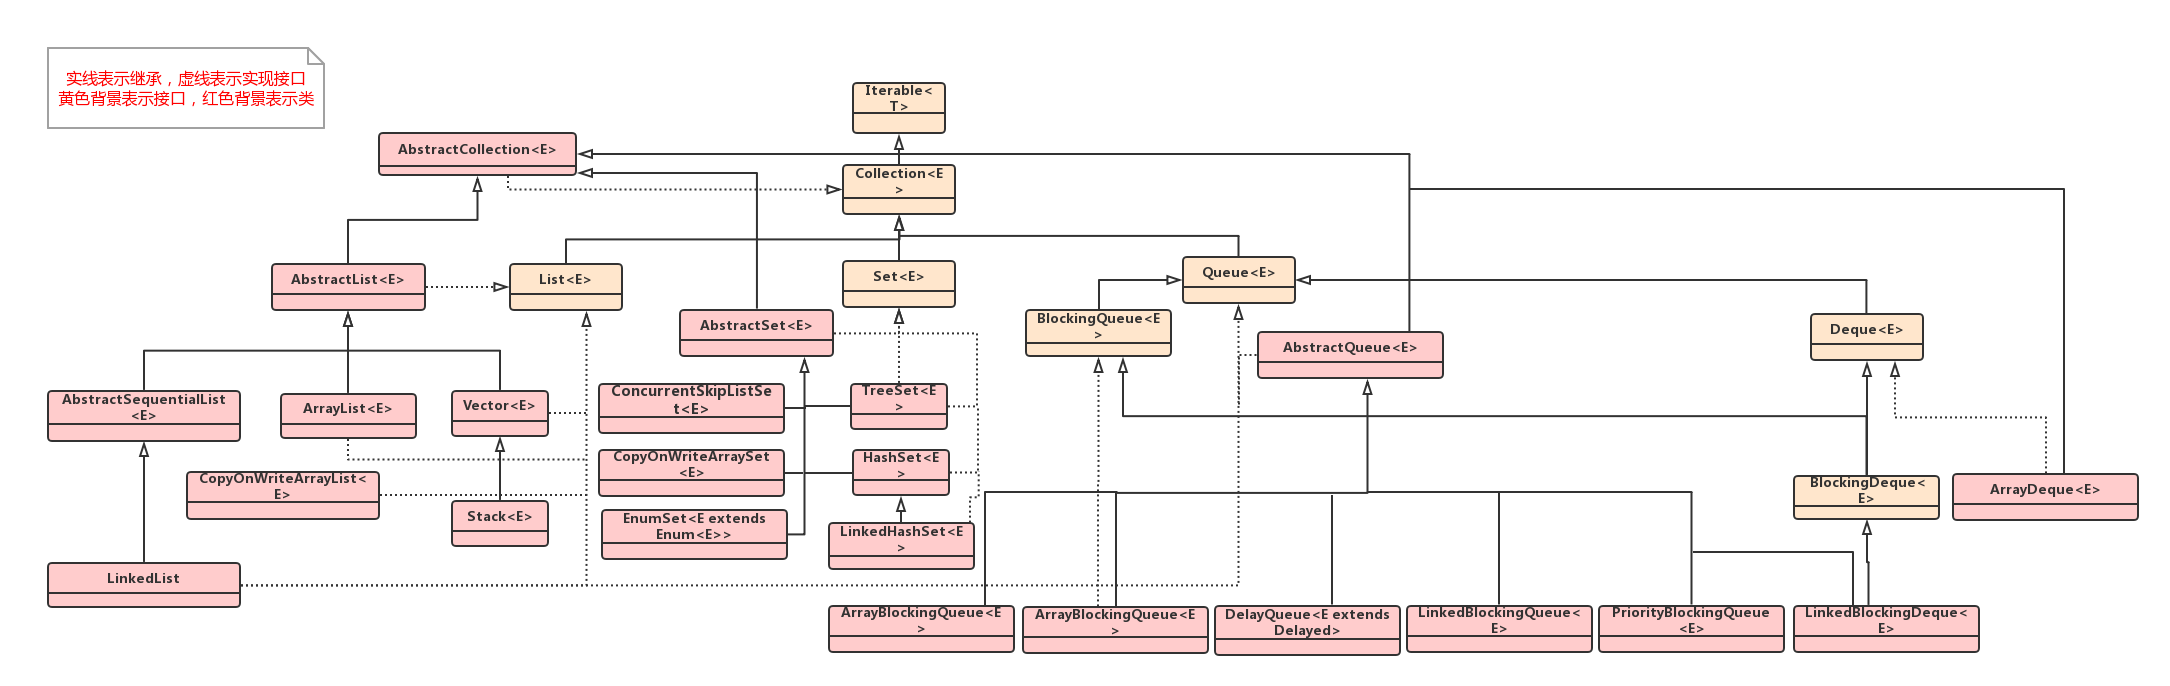 实线表示继承，虚线表示实现接口
黄色背景表示接口，红色背景表示类
Iterable<
T>
AbstractCollection<E>
Collection<E
>
AbstractList<E>
List<E>
Set<E>
Queue<E>
AbstractSet<E>
BlockingQueue<E
>
AbstractQueue<E>
Deque<E>
AbstractSequentialList
<E>
ArrayList<E>
Vector<E>
ConcurrentSkipListSe
t<E>
TreeSet<E
>
CopyOnWriteArrayList<
E>
Stack<E>
CopyOnWriteArraySet
<E>
HashSet<E
>
BlockingDeque<
E>
ArrayDeque<E>
EnumSet<E extends
Enum<E>>
LinkedHashSet<E
>
LinkedList
ArrayBlockingQueue<E
>
ArrayBlockingQueue<E
>
DelayQueue<E extends
Delayed>
LinkedBlockingQueue<
E>
PriorityBlockingQueue
<E>
LinkedBlockingDeque<
E>